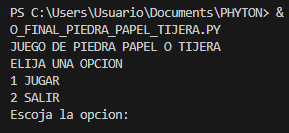 PS C:\Users\Usuario\Documents\PHYTON> &
O_FINAL_PIEDRA_PAPEL_TIJERA.PY
JUEGO DE PIEDRA PAPEL O TIJERA
ELIJA UNA OPCION
1 JUGAR
2 SALIR
Escoja la opcion: